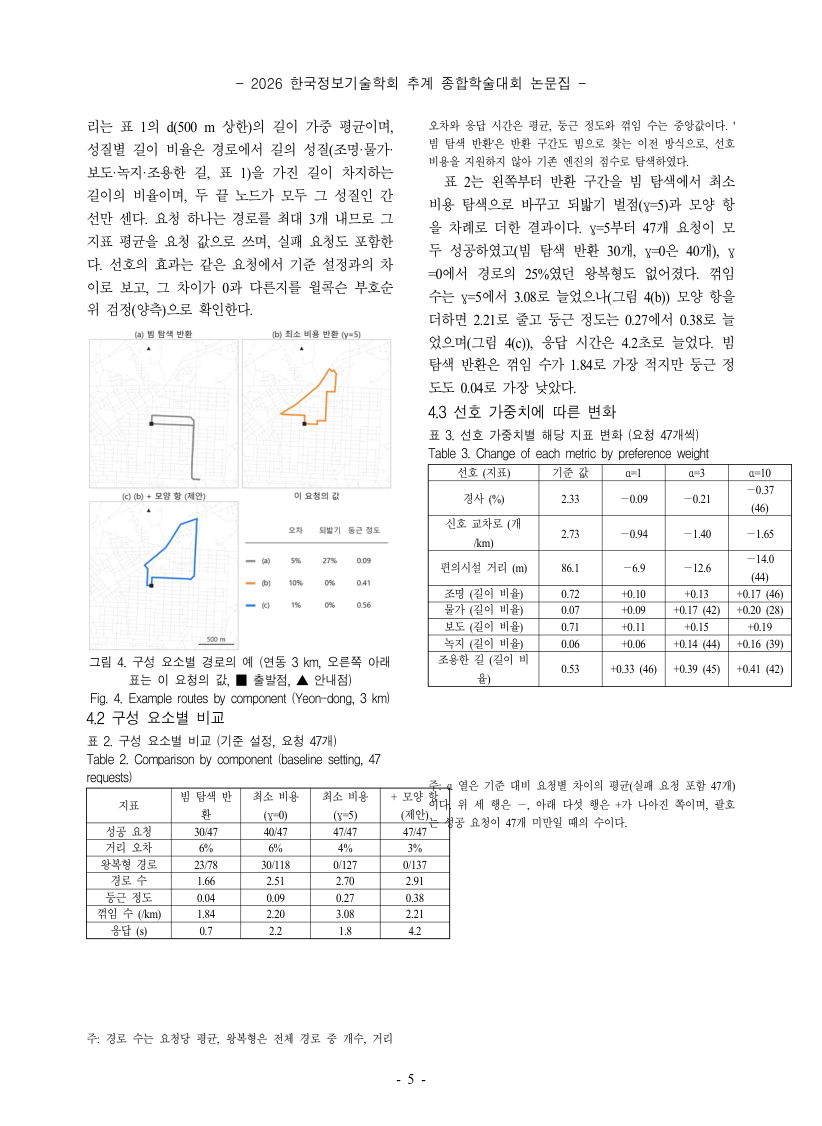 - 2026 한국정보기술학회 추계 종합학술대회 논문집 -
리는 표 1의 d(500 m 상한)의 길이 가중 평균이며,
성질별 길이 비율은 경로에서 길의 성질(조명·물가·
보도·녹지·조용한 길, 표 1)을 가진 길이 차지하는
길이의 비율이며, 두 끝 노드가 모두 그 성질인 간
선만 센다. 요청 하나는 경로를 최대 3개 내므로 그
지표 평균을 요청 값으로 쓰며, 실패 요청도 포함한
다. 선호의 효과는 같은 요청에서 기준 설정과의 차
이로 보고, 그 차이가 0과 다른지를 윌콕슨 부호순
위 검정(양측)으로 확인한다.
(a) 빔 탐색 반환
(b) 최소 비용 반환 (γ=5)
(c) (b) + 모양 항 (제안)
500 m
이 요청의 값
오차 되밟기 둥근 정도
(a) 5% 27% 0.09
(b) 10% 0% 0.41
(c) 1% 0% 0.56
그림 4. 구성 요소별 경로의 예 (연동 3 km, 오른쪽 아래
표는 이 요청의 값, ■ 출발점, ▲ 안내점)
Fig. 4. Example routes by component (Yeon-dong, 3 km)
4.2 구성 요소별 비교
표 2. 구성 요소별 비교 (기준 설정, 요청 47개)
Table 2. Comparison by component (baseline setting, 47
requests)
지표 빔 탐색 반환 최소 비용 (ɣ=0) 최소 비용 (ɣ=5) + 모양 항 (제안)
성공 요청 30/47 40/47 47/47 47/47
거리 오차 6% 6% 4% 3%
왕복형 경로 23/78 30/118 0/127 0/137
경로 수 1.66 2.51 2.70 2.91
둥근 정도 0.04 0.09 0.27 0.38
꺾임 수 (/km) 1.84 2.20 3.08 2.21
응답 (s) 0.7 2.2 1.8 4.2
주: 경로 수는 요청당 평균, 왕복형은 전체 경로 중 개수, 거리
오차와 응답 시간은 평균, 둥근 정도와 꺾임 수는 중앙값이다. '
빔 탐색 반환'은 반환 구간도 빔으로 찾는 이전 방식으로, 선호
비용을 지원하지 않아 기존 엔진의 점수로 탐색하였다.
표 2는 왼쪽부터 반환 구간을 빔 탐색에서 최소
비용 탐색으로 바꾸고 되밟기 벌점(ɣ=5)과 모양 항
을 차례로 더한 결과이다. ɣ=5부터 47개 요청이 모
두 성공하였고(빔 탐색 반환 30개, ɣ=0은 40개), ɣ
=0에서 경로의 25%였던 왕복형도 없어졌다. 꺾임
수는 ɣ=5에서 3.08로 늘었으나(그림 4(b)) 모양 항을
더하면 2.21로 줄고 둥근 정도는 0.27에서 0.38로 늘
었으며(그림 4(c)), 응답 시간은 4.2초로 늘었다. 빔
탐색 반환은 꺾임 수가 1.84로 가장 적지만 둥근 정
도도 0.04로 가장 낮았다.
4.3 선호 가중치에 따른 변화
표 3. 선호 가중치별 해당 지표 변화 (요청 47개씩)
Table 3. Change of each metric by preference weight
선호 (지표) 기준 값 α=1 α=3 α=10
경사 (%) 2.33 −0.09 −0.21 −0.37 (46)
신호 교차로 (개/km) 2.73 −0.94 −1.40 −1.65
편의시설 거리 (m) 86.1 −6.9 −12.6 −14.0 (44)
조명 (길이 비율) 0.72 +0.10 +0.13 +0.17 (46)
물가 (길이 비율) 0.07 +0.09 +0.17 (42) +0.20 (28)
보도 (길이 비율) 0.71 +0.11 +0.15 +0.19
녹지 (길이 비율) 0.06 +0.06 +0.14 (44) +0.16 (39)
조용한 길 (길이 비율) 0.53 +0.33 (46) +0.39 (45) +0.41 (42)
주: α 열은 기준 대비 요청별 차이의 평균(실패 요청 포함 47개)
이다. 위 세 행은 −, 아래 다섯 행은 +가 나아진 쪽이며, 괄호
는 성공 요청이 47개 미만일 때의 수이다.
- 5 -